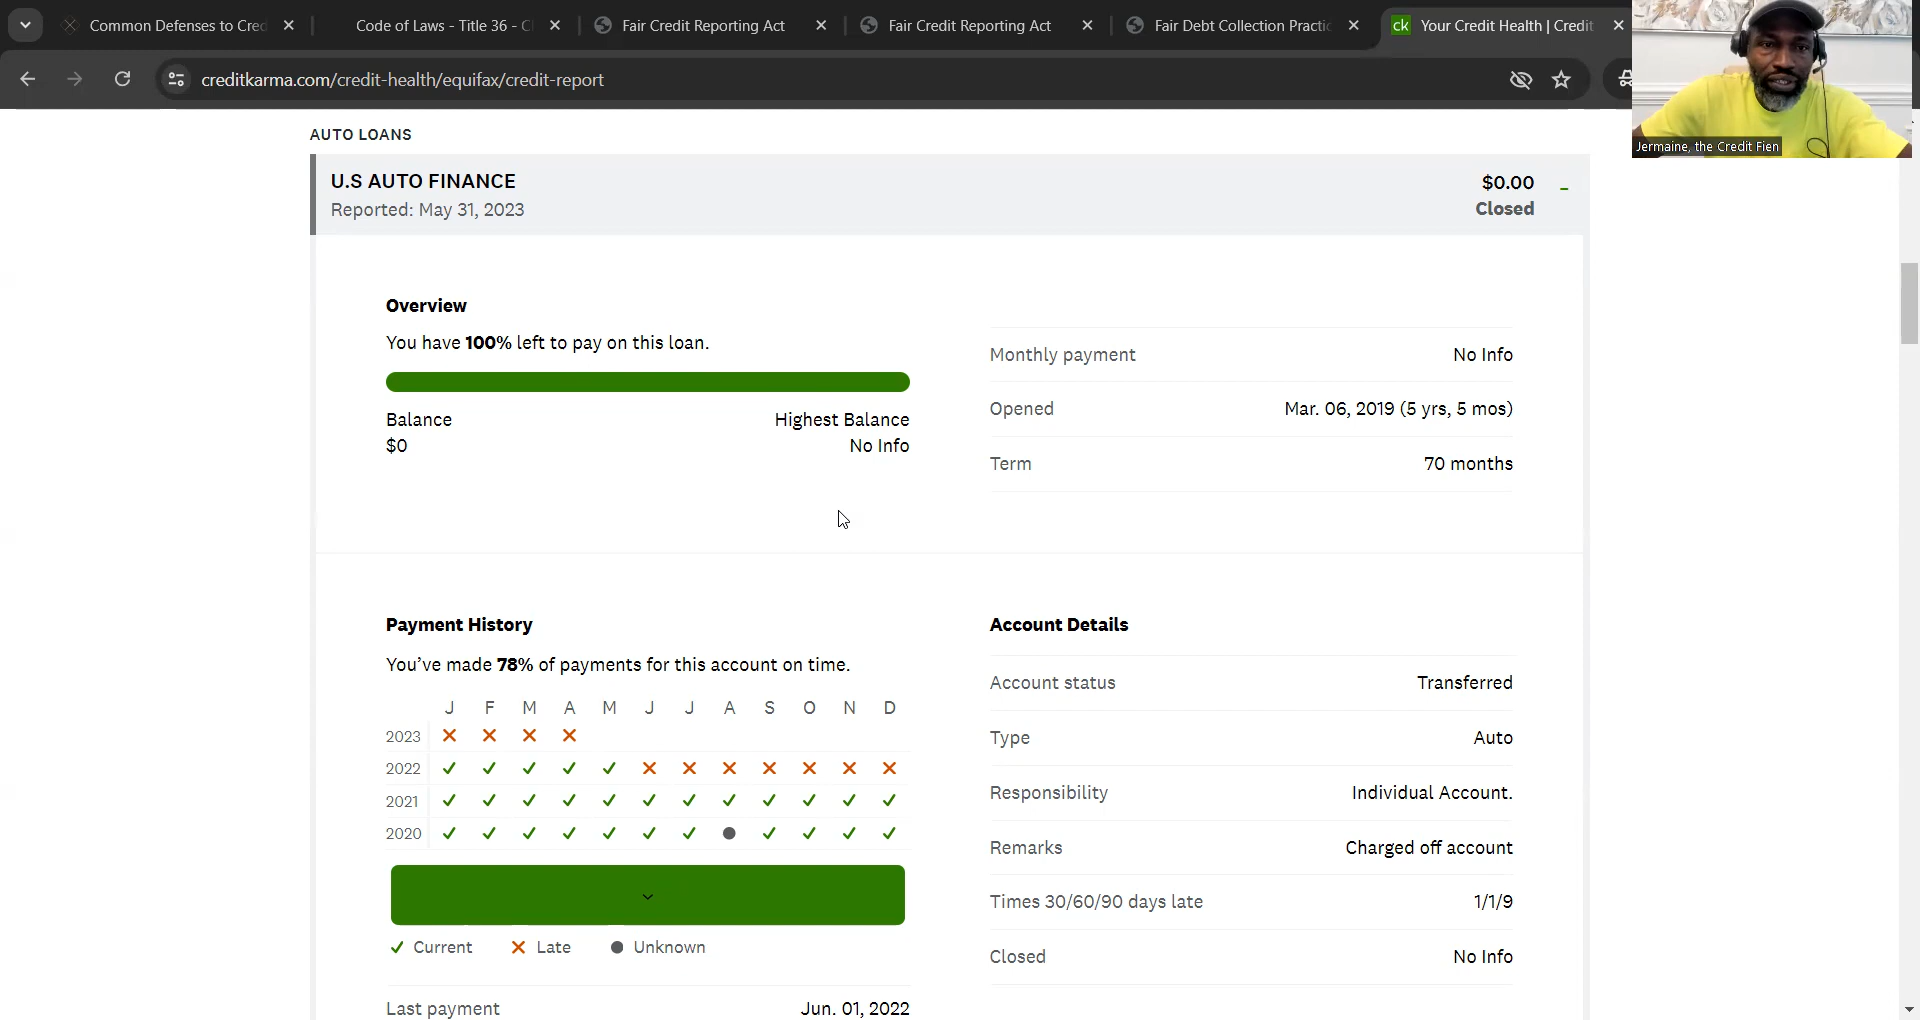 Common Defenses to Cred
Code of Laws - Title 36 - C
Fair Credit Reporting Act
Fair Credit Reporting Act
Fair Debt Collection Practic
ck Your Credit Health | Credit
creditkarma.com/credit-health/equifax/credit-report
Jermaine, the Credit Fien
AUTO LOANS
U.S AUTO FINANCE
$0.00
Reported: May 31, 2023
Closed
Overview
You have 100% left to pay on this loan.
Balance
Highest Balance
$0
No Info
Monthly payment
No Info
Opened
Mar. 06, 2019 (5 yrs, 5 mos)
Term
70 months
Payment History
You've made 78% of payments for this account on time.
J F M A M J J A S O N D
2023
2022
2021
2020
Current
Late
Unknown
Last payment
Jun. 01, 2022
Account Details
Account status
Transferred
Type
Auto
Responsibility
Individual Account.
Remarks
Charged off account
Times 30/60/90 days late
1/1/9
Closed
No Info